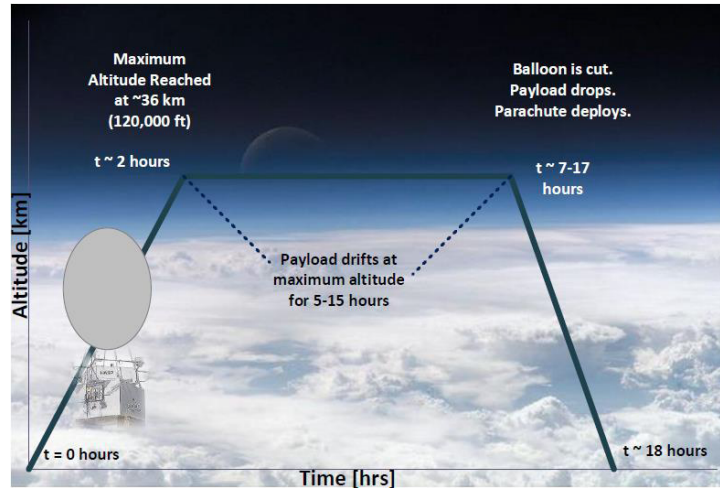 Maximum
Altitude Reached
at ~36 km
(120,000 ft)
t ~ 2 hours
Balloon is cut.
Payload drops.
Parachute deploys.
t ~ 7-17
hours
Altitude [km]
Payload drifts at
maximum altitude
for 5-15 hours
t = 0 hours
t ~ 18 hours
Time [hrs]